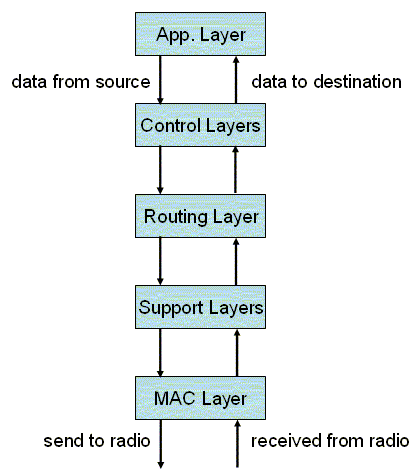 App. Layer
data from source
data to destination
Control Layers
Routing Layer
Support Layers
MAC Layer
send to radio
received from radio